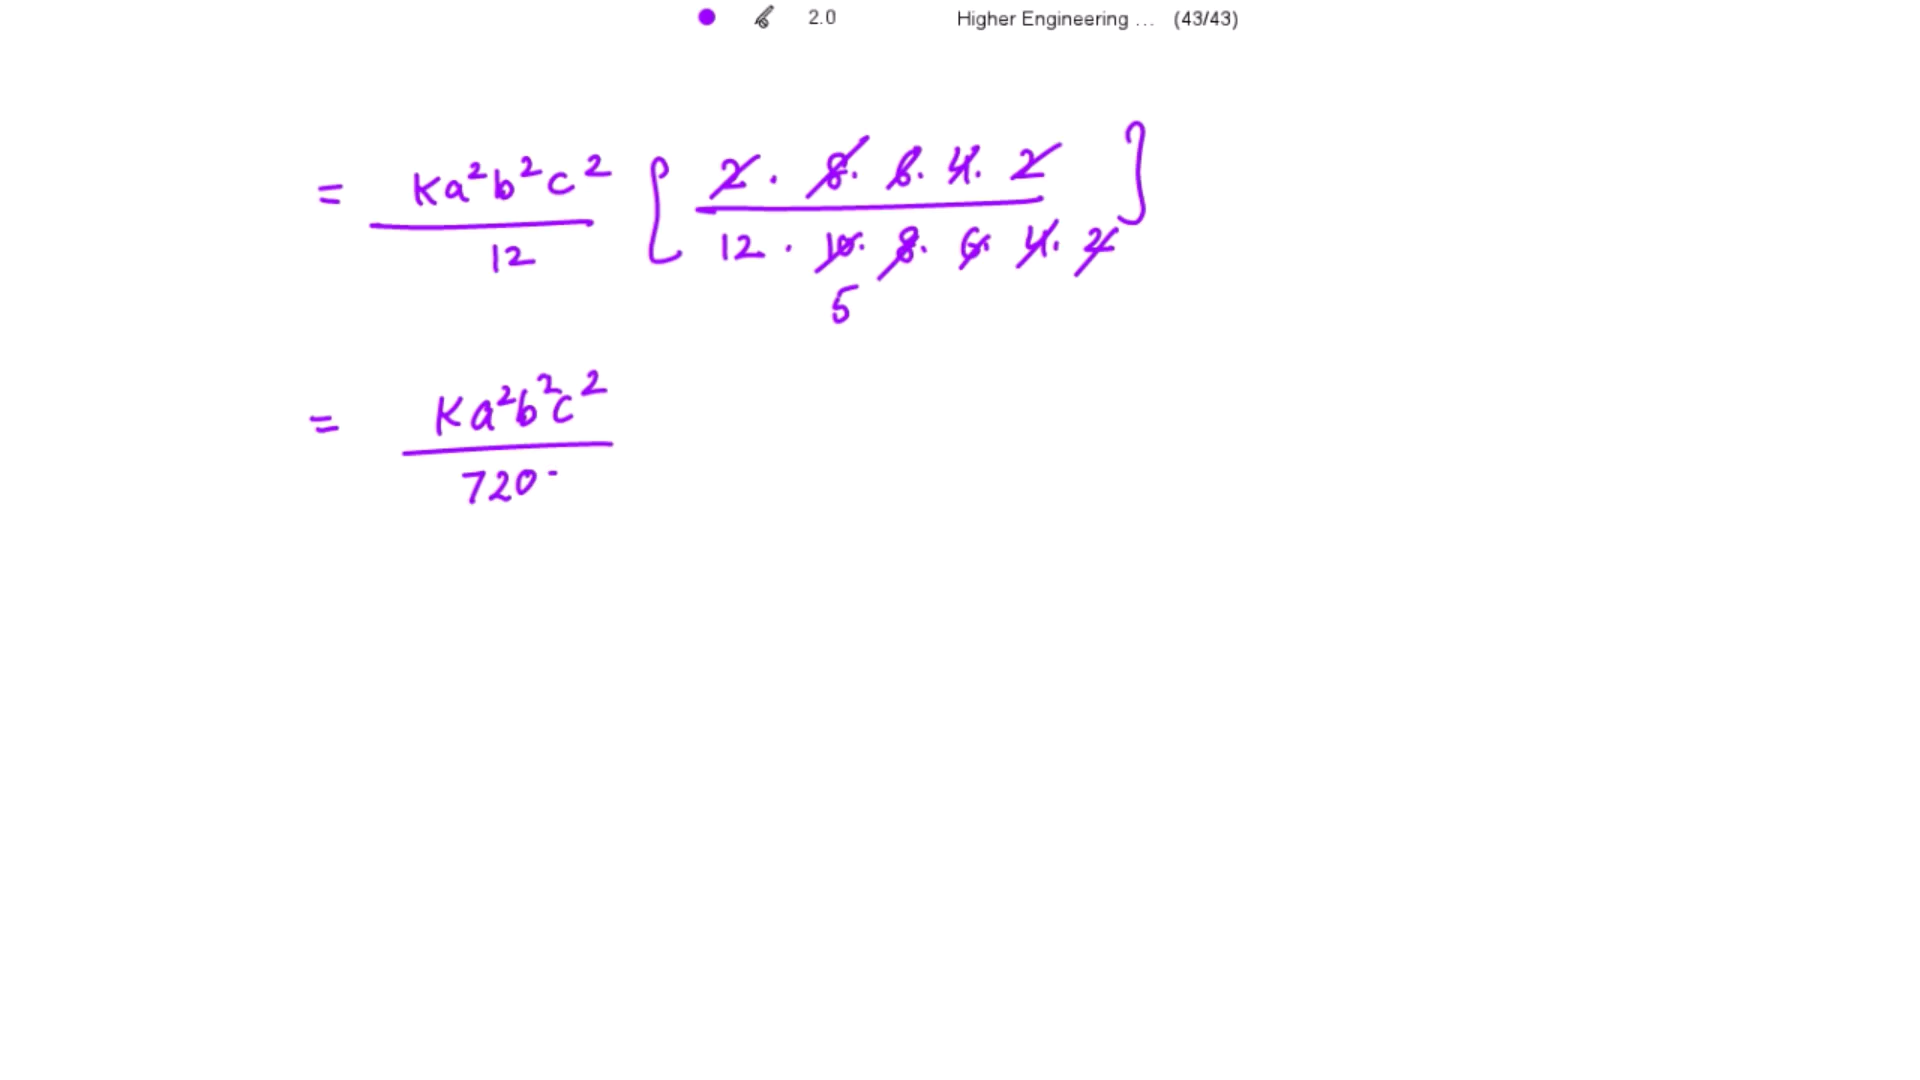 2.0 Higher Engineering ... (43/43)
= Ka²b²c² / 12 [ 2 . 8 . 6 . 4 . 2 / 12 . 10 . 8 . 6 . 4 . 2 ]
5
= Ka²b²c² / 720